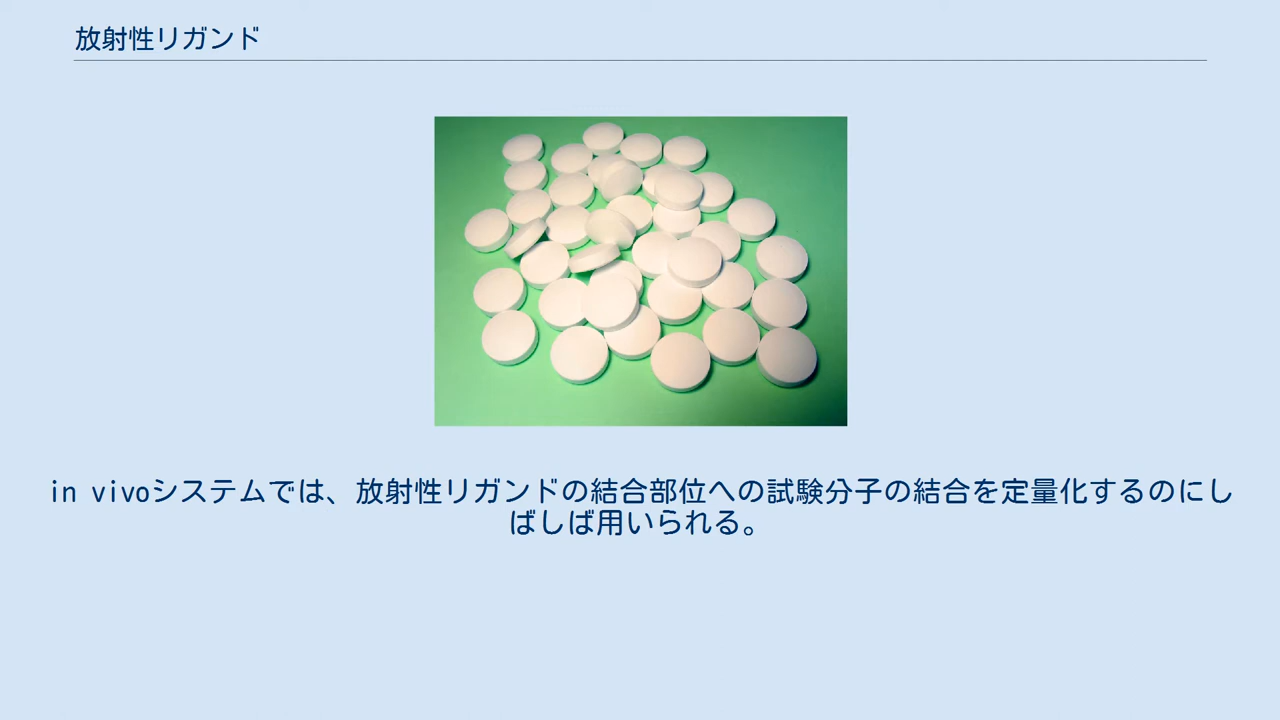 放射性リガンド
in vivoシステムでは、放射性リガンドの結合部位への試験分子の結合を定量化するのにし
ばしば用いられる。